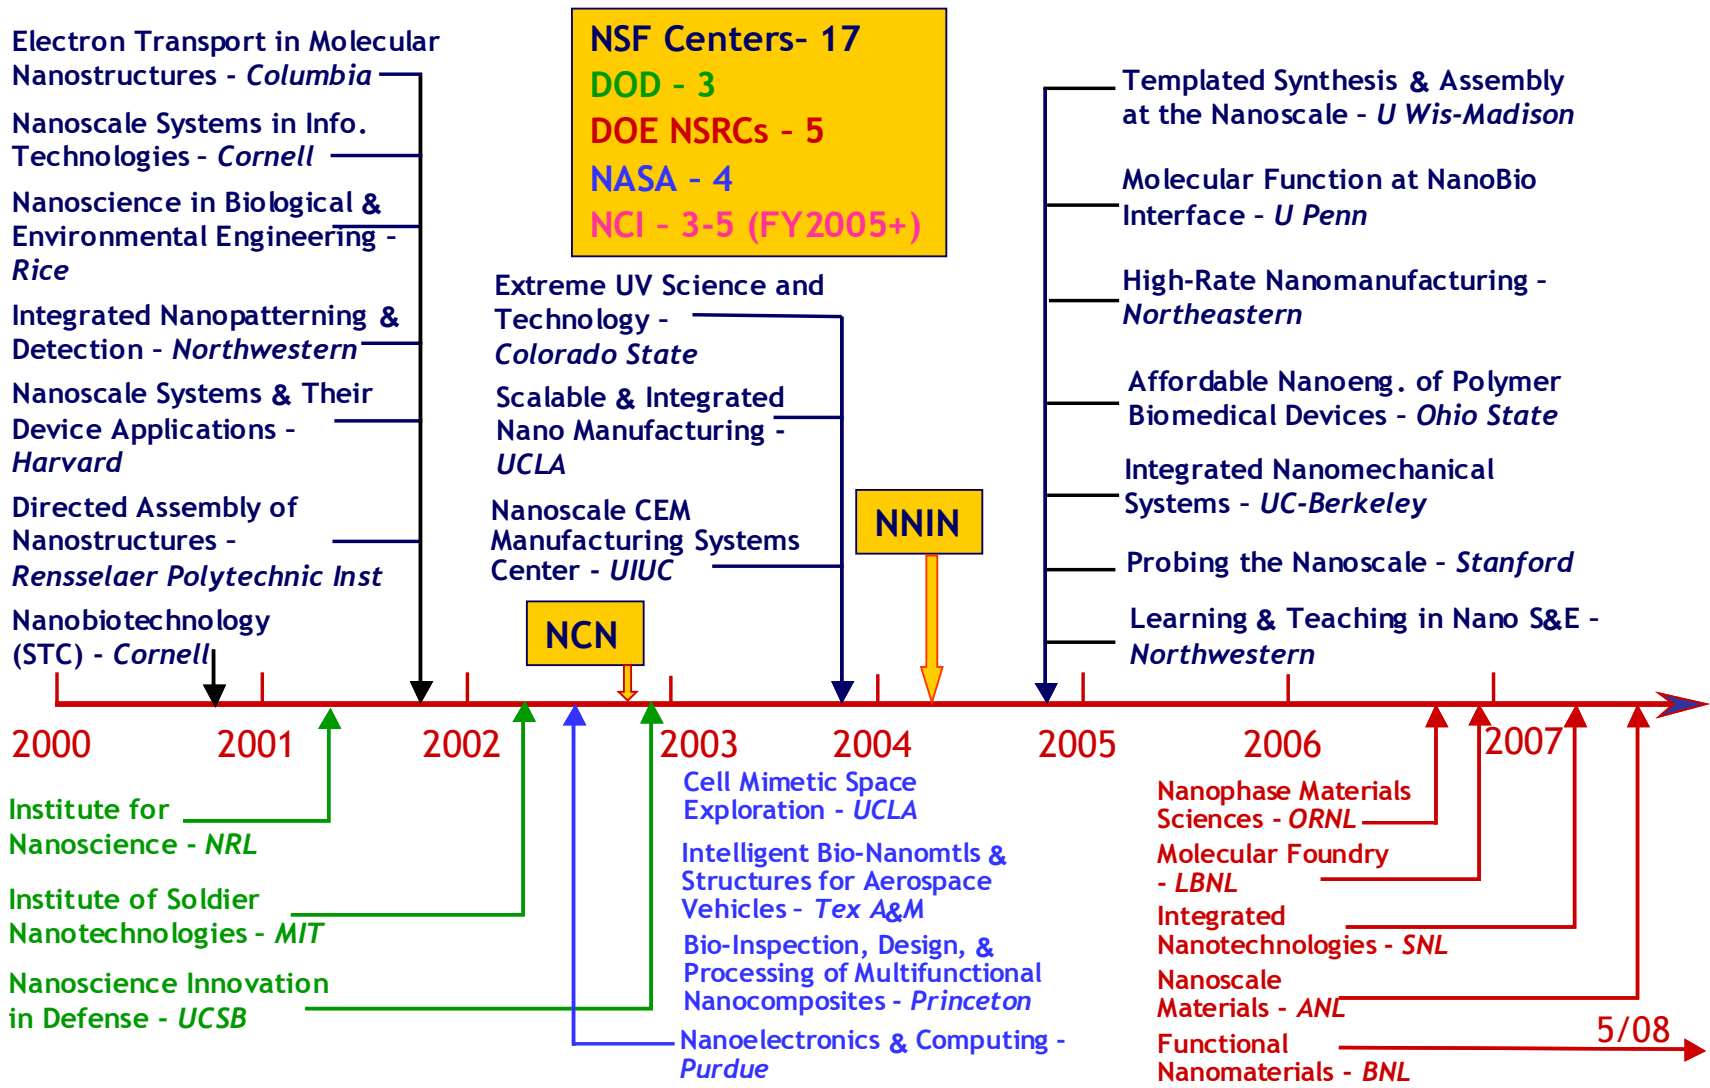 Electron Transport in Molecular
Nanostructures - Columbia
Nanoscale Systems in Info.
Technologies – Cornell
Nanoscience in Biological &
Environmental Engineering –
Rice
Integrated Nanopatterning &
Detection – Northwestern
Nanoscale Systems & Their
Device Applications –
Harvard
Directed Assembly of
Nanostructures –
Rensselaer Polytechnic Inst
Nanobiotechnology
(STC) - Cornell
NSF Centers– 17
DOD – 3
DOE NSRCs – 5
NASA – 4
NCI – 3-5 (FY2005+)
Extreme UV Science and
Technology –
Colorado State
Scalable & Integrated
Nano Manufacturing -
UCLA
Nanoscale CEM
Manufacturing Systems
Center - UIUC
NCN
NNIN
Templated Synthesis & Assembly
at the Nanoscale – U Wis-Madison
Molecular Function at NanoBio
Interface – U Penn
High-Rate Nanomanufacturing –
Northeastern
Affordable Nanoeng. of Polymer
Biomedical Devices – Ohio State
Integrated Nanomechanical
Systems – UC-Berkeley
Probing the Nanoscale – Stanford
Learning & Teaching in Nano S&E –
Northwestern
2000
2001
2002
2003
2004
2005
2006
2007
Institute for
Nanoscience - NRL
Institute of Soldier
Nanotechnologies – MIT
Nanoscience Innovation
in Defense - UCSB
Cell Mimetic Space
Exploration - UCLA
Intelligent Bio-Nanomtls &
Structures for Aerospace
Vehicles – Tex A&M
Bio-Inspection, Design, &
Processing of Multifunctional
Nanocomposites - Princeton
Nanoelectronics & Computing -
Purdue
Nanophase Materials
Sciences - ORNL
Molecular Foundry
- LBNL
Integrated
Nanotechnologies - SNL
Nanoscale
Materials - ANL
Functional
Nanomaterials - BNL
5/08